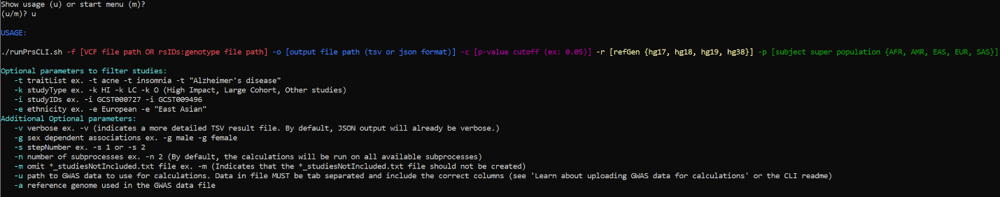 Show usage (u) or start menu (m)?
(u/m)? u
USAGE:
./runPrsCLI.sh -f [VCF file path OR rsIDs:genotype file path] -o [output file path (tsv or json format)] -c [p-value cutoff (ex: 0.05)] -r [refGen {hg17, hg18, hg19, hg38}] -p [subject super population {AFR, AMR, EAS, EUR, SAS}]
Optional parameters to filter studies:
-t traitList ex. -t acne -t insomnia -t "Alzheimer's disease"
-k studyType ex. -k HI -k LC -k O (High Impact, Large Cohort, Other studies)
-i studyIDs ex. -i GCST000727 -i GCST009496
-e ethnicity ex. -e European -e "East Asian"
Additional Optional parameters:
-v verbose ex. -v (indicates a more detailed TSV result file. By default, JSON output will already be verbose.)
-g sex dependent associations ex. -g male -g female
-s stepNumber ex. -s 1 or -s 2
-n number of subprocesses ex. -n 2 (By default, the calculations will be run on all available subprocesses)
-m omit *_studiesNotIncluded.txt file ex. -m (Indicates that the *_studiesNotIncluded.txt file should not be created)
-u path to GWAS data to use for calculations. Data in file MUST be tab separated and include the correct columns (see 'Learn about uploading GWAS data for calculations' or the CLI readme)
-a reference genome used in the GWAS data file